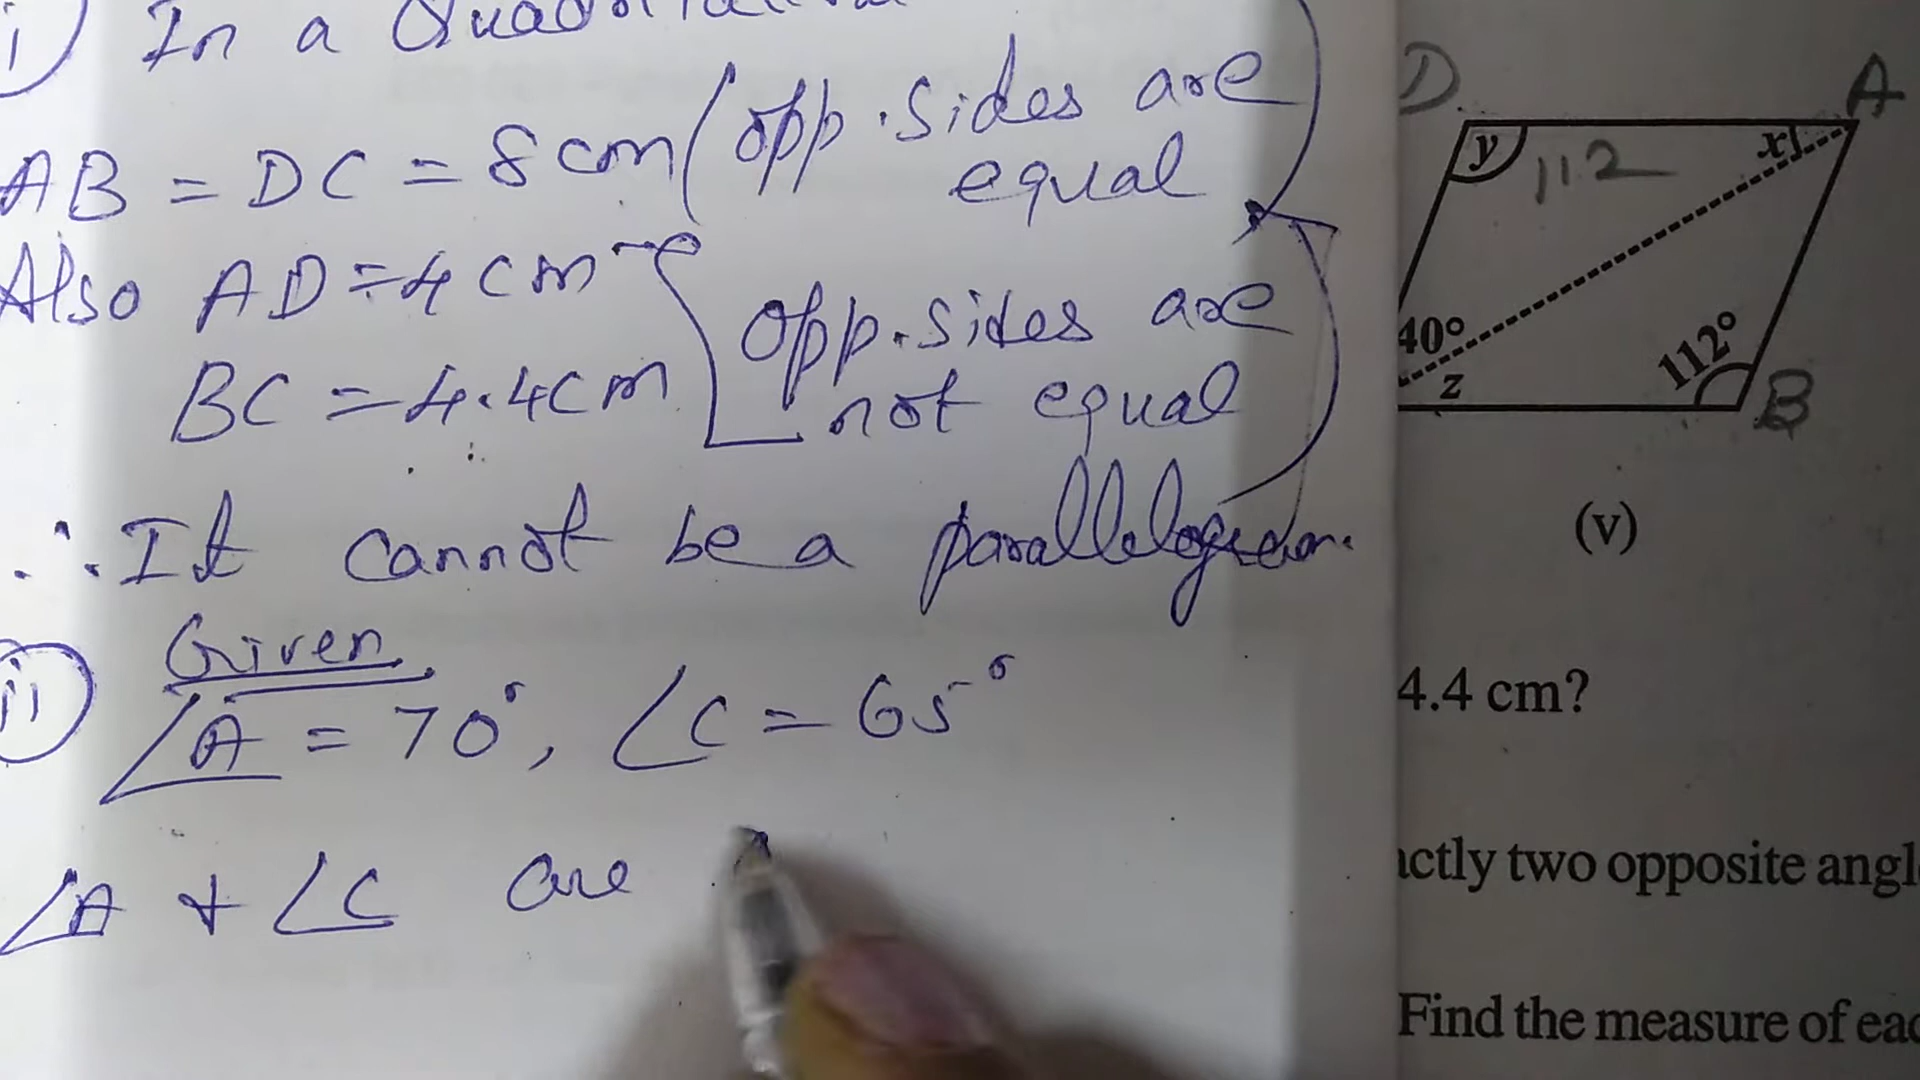 i) In a
AB = DC = 8 cm (opp. sides are
equal
Also AD = 4 cm
BC = 4.4 cm
opp. sides are
not equal
∴ It cannot be a parallelogram.
ii) Given
∠A = 70°, ∠C = 65°
∠A + ∠C are
D
A
y
112
x
40°
z
112°
B
(v)
4.4 cm?
actly two opposite angl
Find the measure of eac